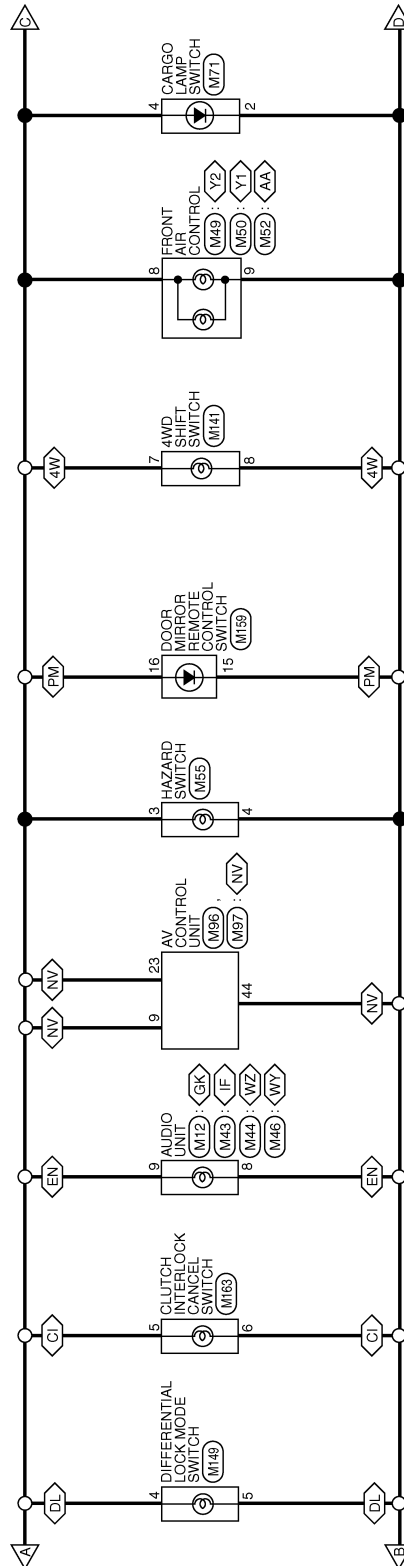 A
C
DL
CI
EN
NV
NV
PM
4W
4
DIFFERENTIAL
LOCK MODE
SWITCH
M149
5
5
CLUTCH
INTERLOCK
CANCEL
SWITCH
M163
6
9
AUDIO
UNIT
M12 : GK
M43 : IF
M44 : WZ
M46 : WY
8
9
23
AV
CONTROL
UNIT
M96 ,
M97 : NV
44
3
HAZARD
SWITCH
M55
4
16
DOOR
MIRROR
REMOTE
CONTROL
SWITCH
M159
15
7
4WD
SHIFT
SWITCH
M141
8
8
FRONT
AIR
CONTROL
M49 : Y2
M50 : Y1
M52 : AA
9
4
CARGO
LAMP
SWITCH
M71
2
DL
CI
EN
NV
PM
4W
B
D